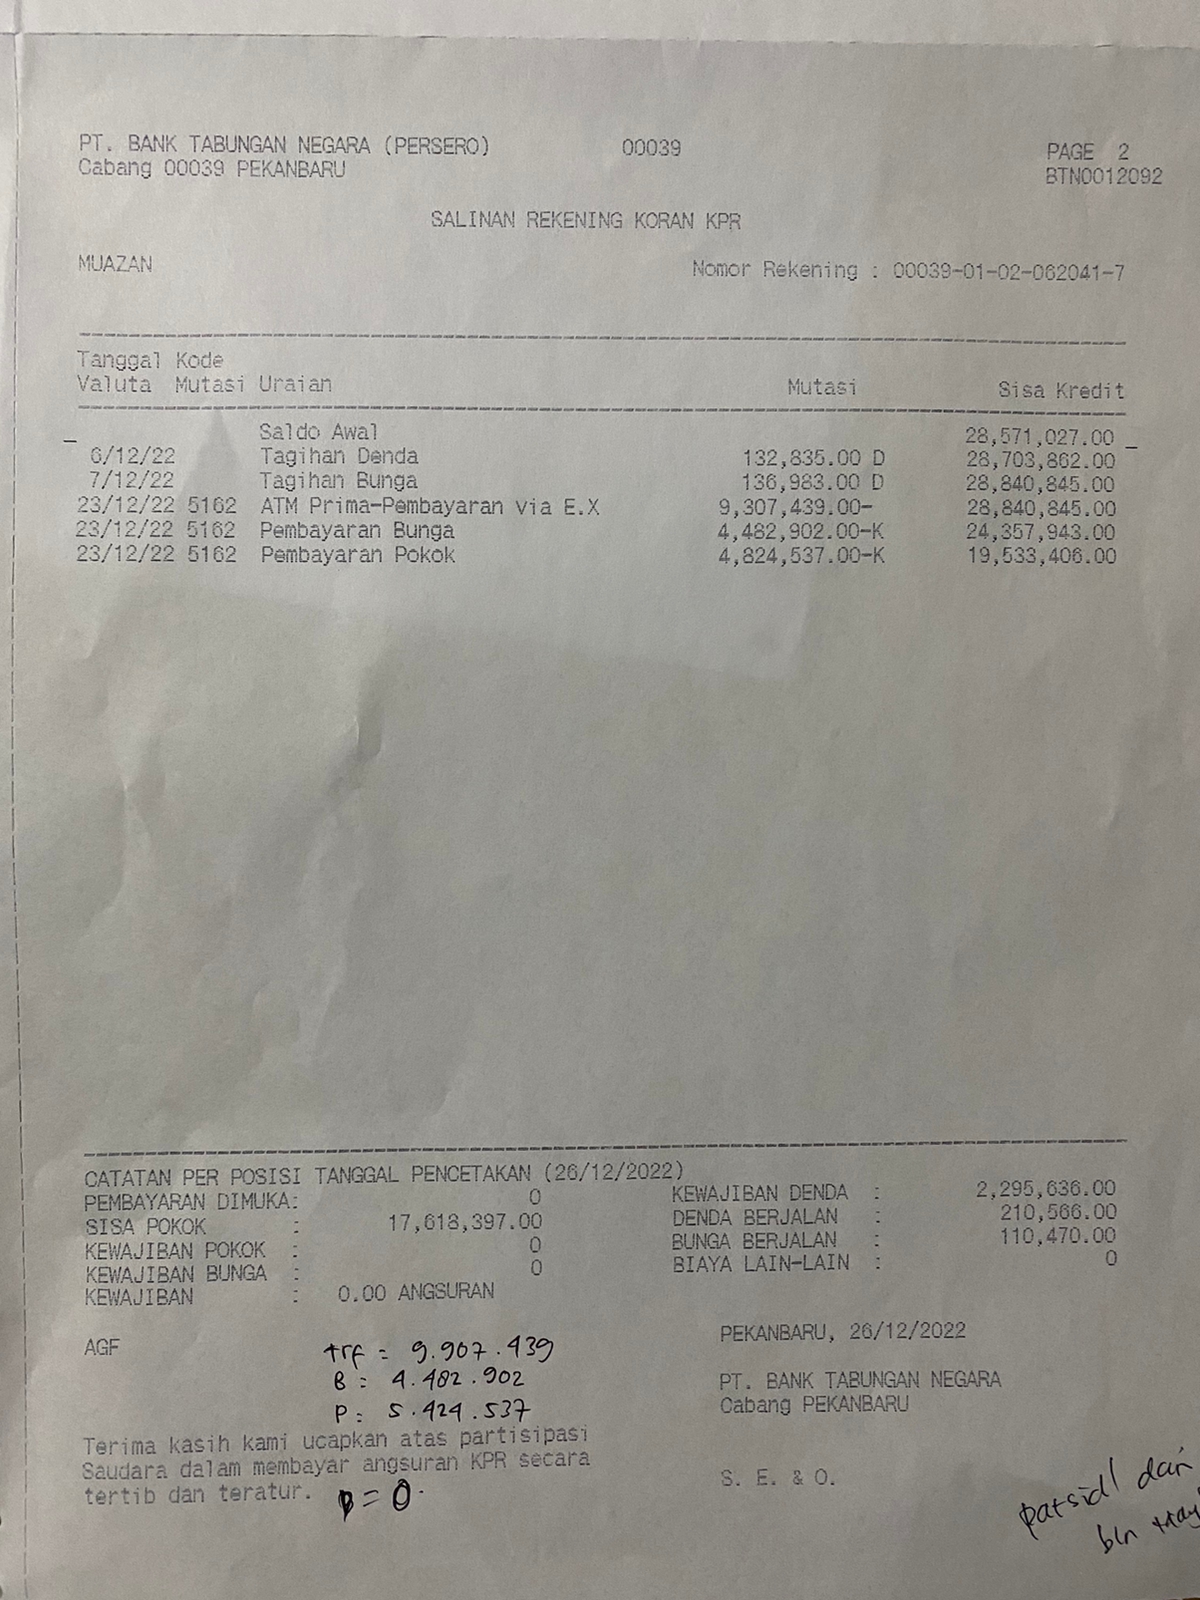 PT. BANK TABUNGAN NEGARA (PERSERO) 00039 PAGE 2
Cabang 00039 PEKANBARU BTN0012092
SALINAN REKENING KORAN KPR
MUAZAN Nomor Rekening : 00039-01-02-062041-7
Tanggal Kode
Valuta Mutasi Uraian Mutasi Sisa Kredit
Saldo Awal 28,571,027.00
6/12/22 Tagihan Denda 132,835.00 D 28,703,862.00
7/12/22 Tagihan Bunga 136,983.00 D 28,840,845.00
23/12/22 5162 ATM Prima-Pembayaran via E.X 9,307,439.00- 28,840,845.00
23/12/22 5162 Pembayaran Bunga 4,482,902.00-K 24,357,943.00
23/12/22 5162 Pembayaran Pokok 4,824,537.00-K 19,533,406.00
CATATAN PER POSISI TANGGAL PENCETAKAN (26/12/2022)
PEMBAYARAN DIMUKA: 0 KEWAJIBAN DENDA : 2,295,636.00
SISA POKOK : 17,618,397.00 DENDA BERJALAN : 210,566.00
KEWAJIBAN POKOK : 0 BUNGA BERJALAN : 110,470.00
KEWAJIBAN BUNGA : 0 BIAYA LAIN-LAIN : 0
KEWAJIBAN : 0.00 ANGSURAN
AGF PEKANBARU, 26/12/2022
trf = 9.907.439
B = 4.482.902 PT. BANK TABUNGAN NEGARA
P = 5.424.537 Cabang PEKANBARU
Terima kasih kami ucapkan atas partisipasi
Saudara dalam membayar angsuran KPR secara S. E. & O.
tertib dan teratur. = 0
dari
bln